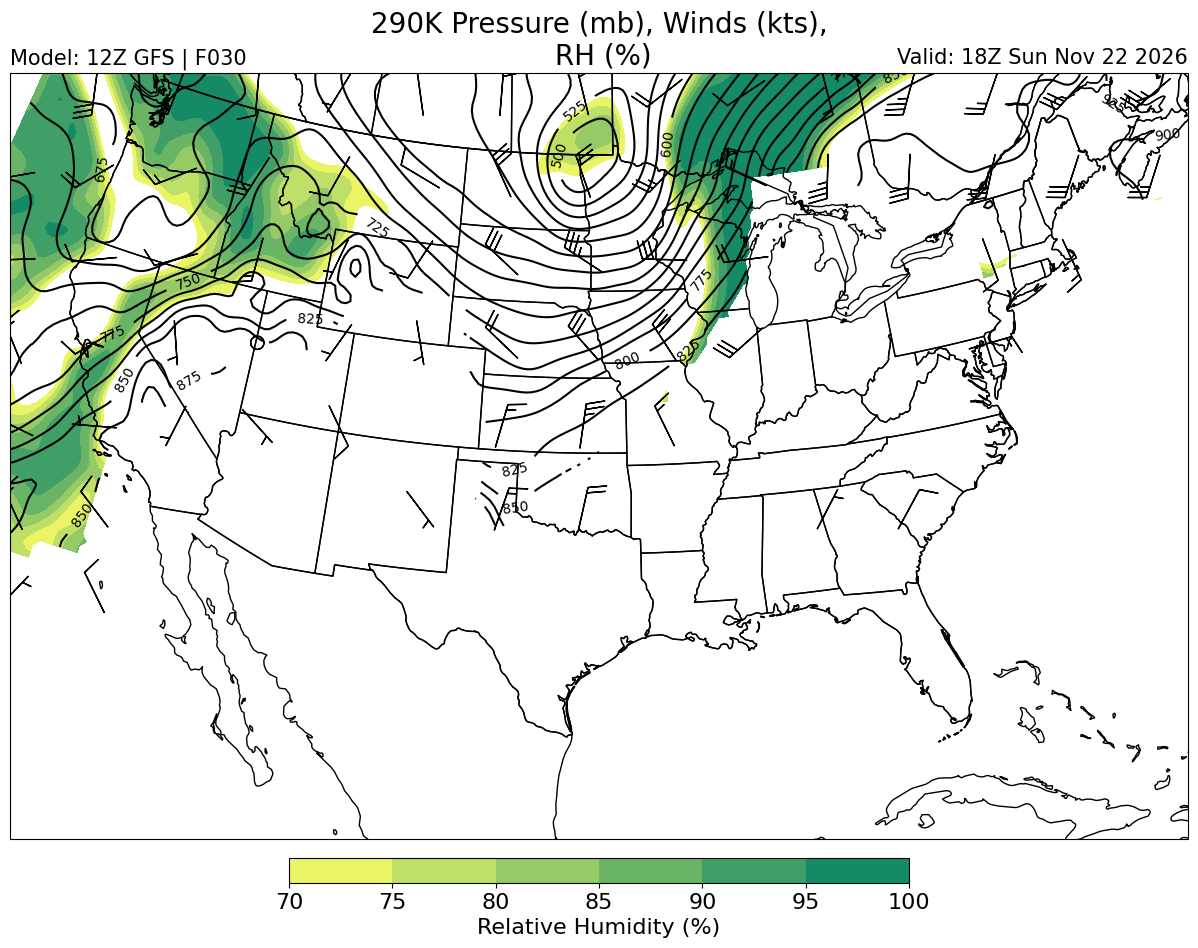 290K Pressure (mb), Winds (kts),
RH (%)
Model: 12Z GFS | F030
Valid: 18Z Sun Nov 22 2026
525
500
600
900
675
725
750
775
775
825
850
875
800
825
825
850
850
70 75 80 85 90 95 100
Relative Humidity (%)